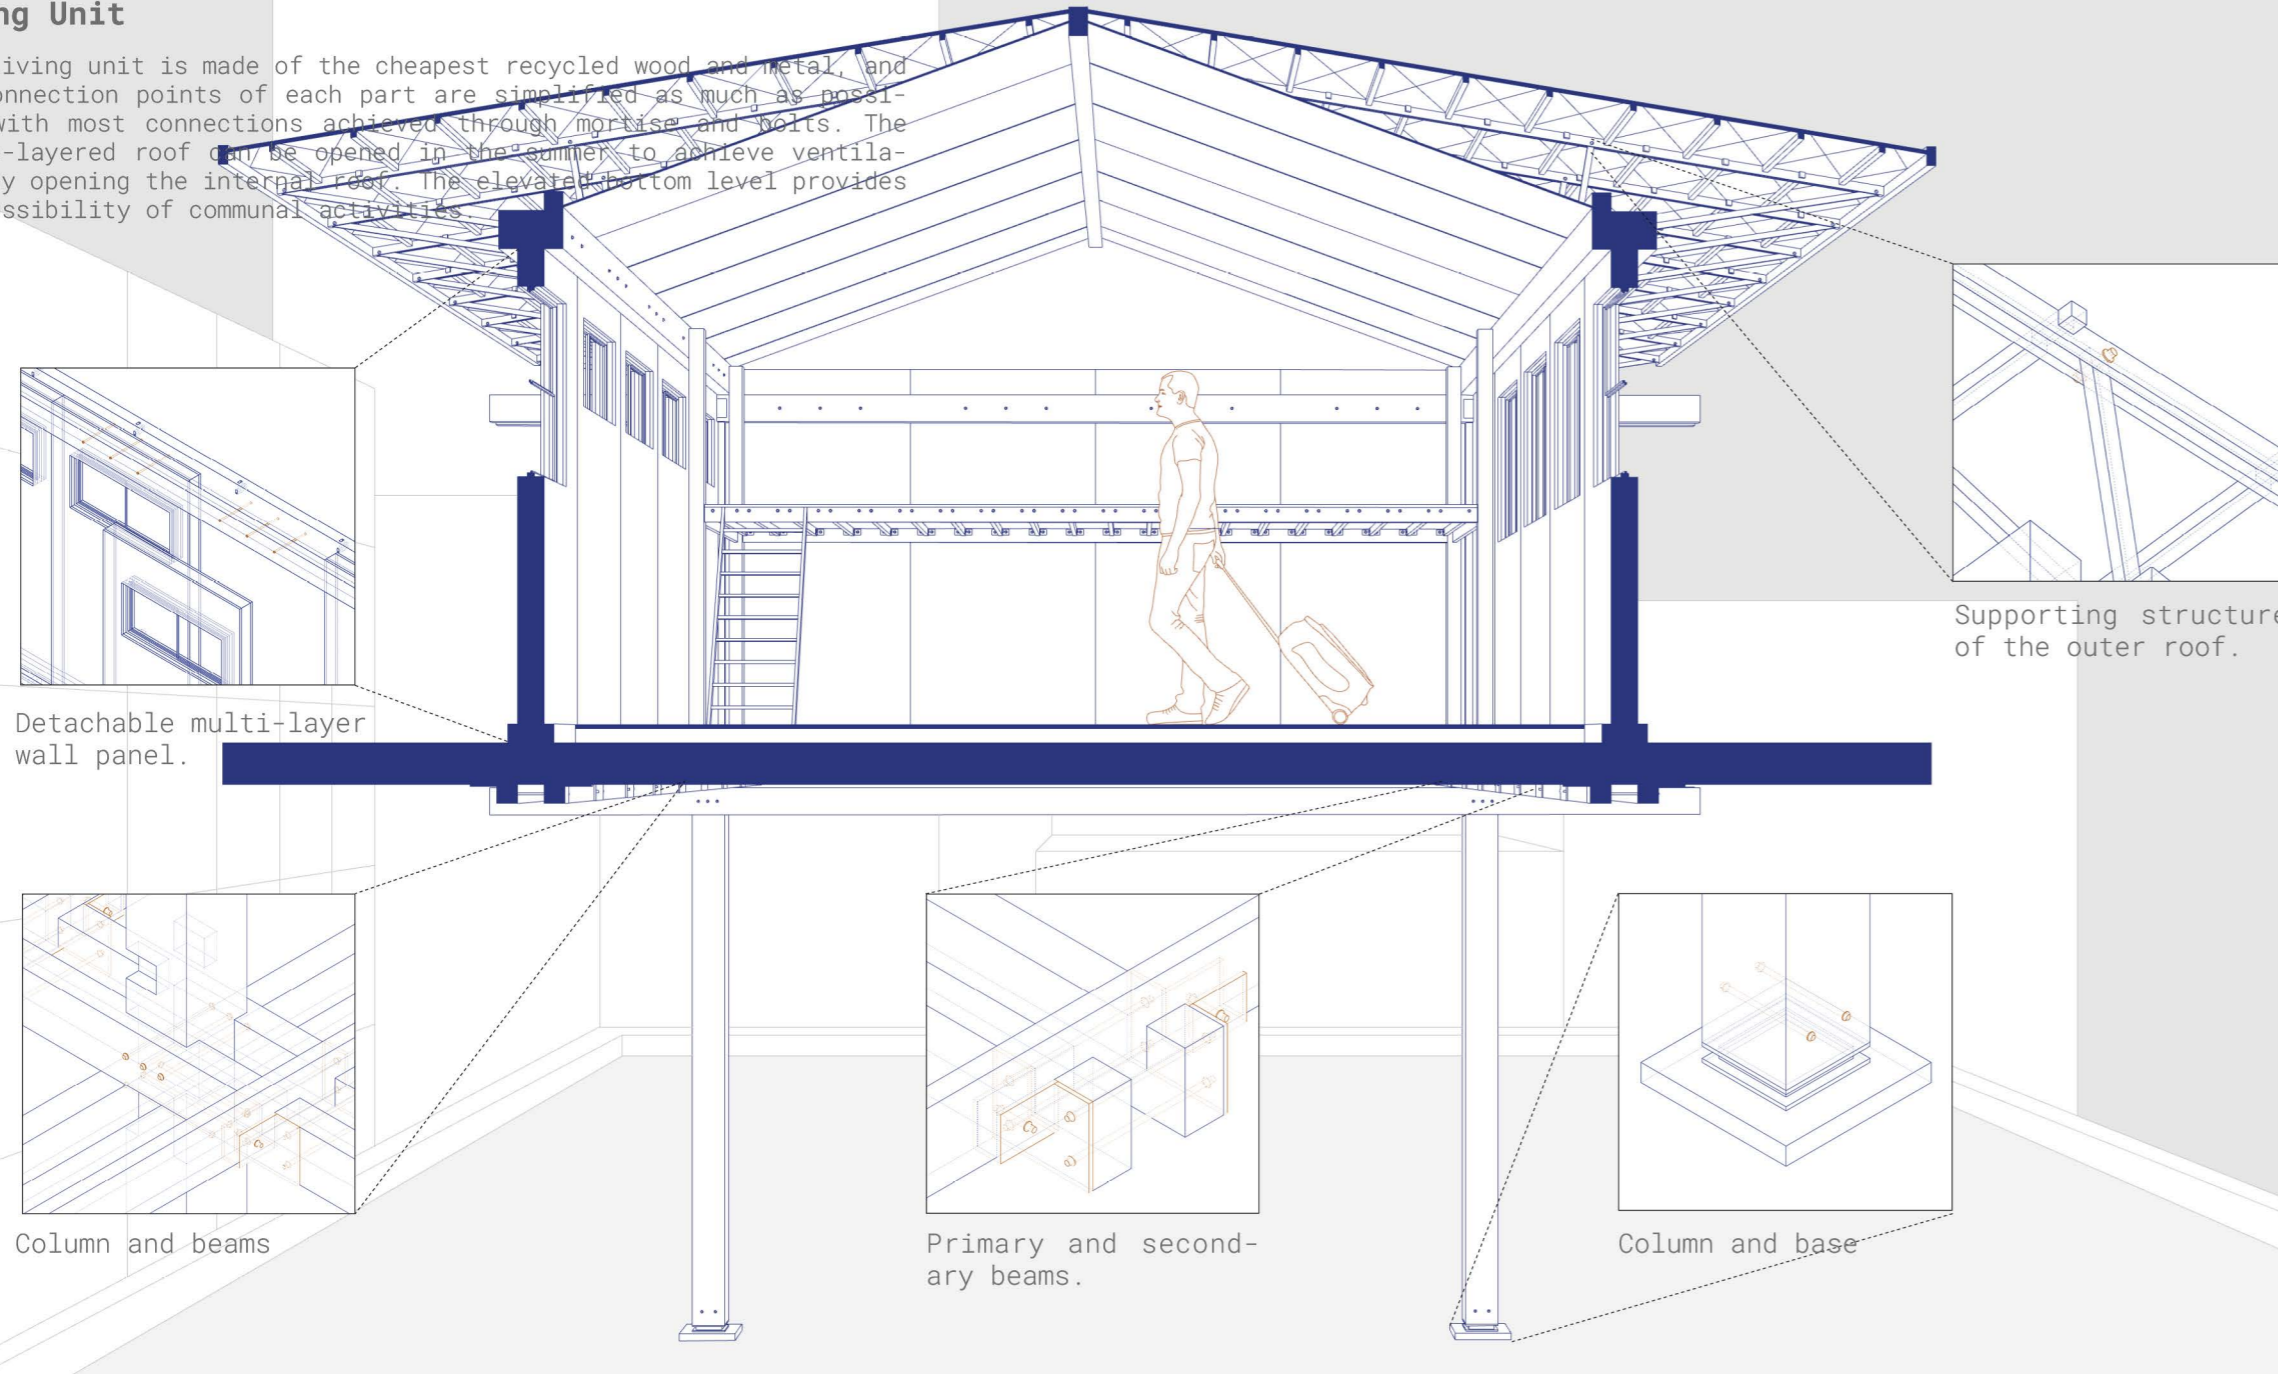 ng Unit
iving unit is made of the cheapest recycled wood and metal, and
onnection points of each part are simplified as much as possi-
with most connections achieved through mortise and bolts. The
-layered roof can be opened in the summer to achieve ventila-
y opening the internal roof. The elevated bottom level provides
ssibility of communal activities.
Supporting structure
of the outer roof.
Detachable multi-layer
wall panel.
Column and beams
Primary and second-
ary beams.
Column and base